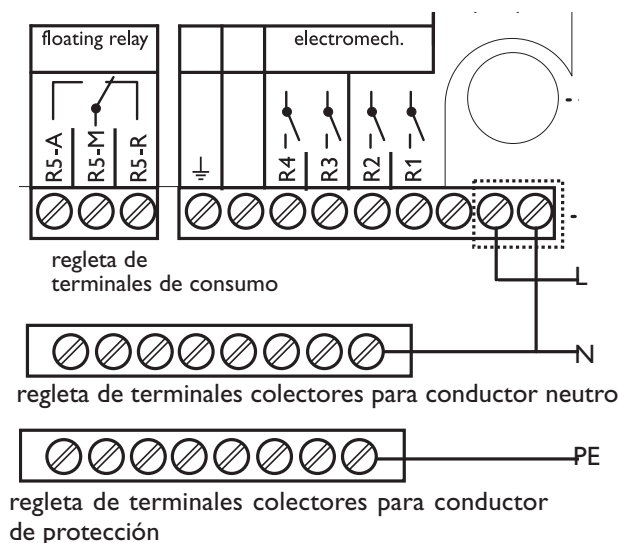 floating relay
electromech.
R5-A
R5-M
R5-R
R4
R3
R2
R1
regleta de
terminales de consumo
L
N
regleta de terminales colectores para conductor neutro
PE
regleta de terminales colectores para conductor
de protección